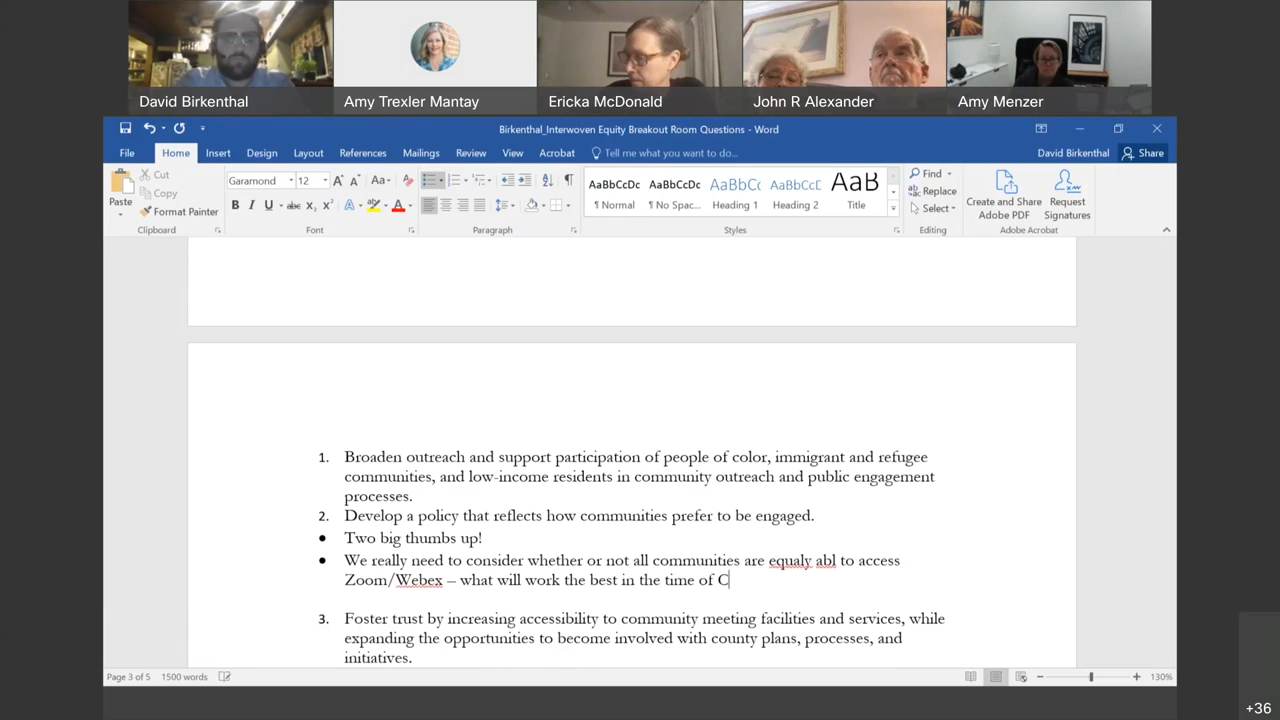 David Birkenthal
Amy Trexler Mantay
Ericka McDonald
John R Alexander
Amy Menzer
Birkenthal_Interwoven Equity Breakout Room Questions - Word
File Home Insert Design Layout References Mailings Review View Acrobat Tell me what you want to do... David Birkenthal Share
Paste
Cut
Copy
Format Painter
Clipboard
Garamond 12
Font
Paragraph
AaBbCcDc AaBbCcDc AaBbC AaBbCcD AaB
¶ Normal ¶ No Spac... Heading 1 Heading 2 Title
Styles
Find
Replace
Select
Editing
Create and Share Adobe PDF
Request Signatures
Adobe Acrobat
1. Broaden outreach and support participation of people of color, immigrant and refugee
communities, and low-income residents in community outreach and public engagement
processes.
2. Develop a policy that reflects how communities prefer to be engaged.
• Two big thumbs up!
• We really need to consider whether or not all communities are equaly abl to access
Zoom/Webex – what will work the best in the time of C
3. Foster trust by increasing accessibility to community meeting facilities and services, while
expanding the opportunities to become involved with county plans, processes, and
initiatives.
Page 3 of 5 1500 words 130%
+36